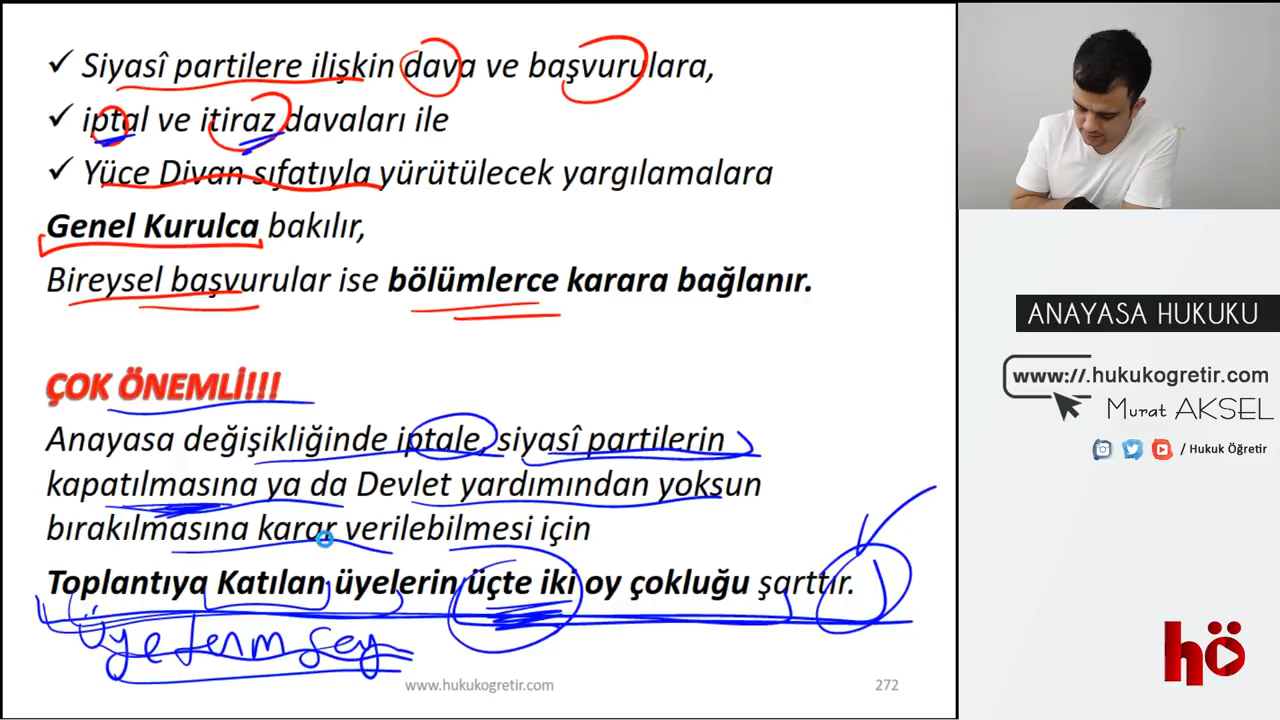 ✓ Siyasî partilere ilişkin dava ve başvurulara,
✓ iptal ve itiraz davaları ile
✓ Yüce Divan sıfatıyla yürütülecek yargılamalara
Genel Kurulca bakılır,
Bireysel başvurular ise bölümlerce karara bağlanır.
ÇOK ÖNEMLİ!!!
Anayasa değişikliğinde iptale, siyasî partilerin
kapatılmasına ya da Devlet yardımından yoksun
bırakılmasına karar verilebilmesi için
Toplantıya Katılan üyelerin üçte iki oy çokluğu şarttır.
www.hukukogretir.com
272
ANAYASA HUKUKU
www://.hukukogretir.com
Murat AKSEL
/ Hukuk Öğretir
hö